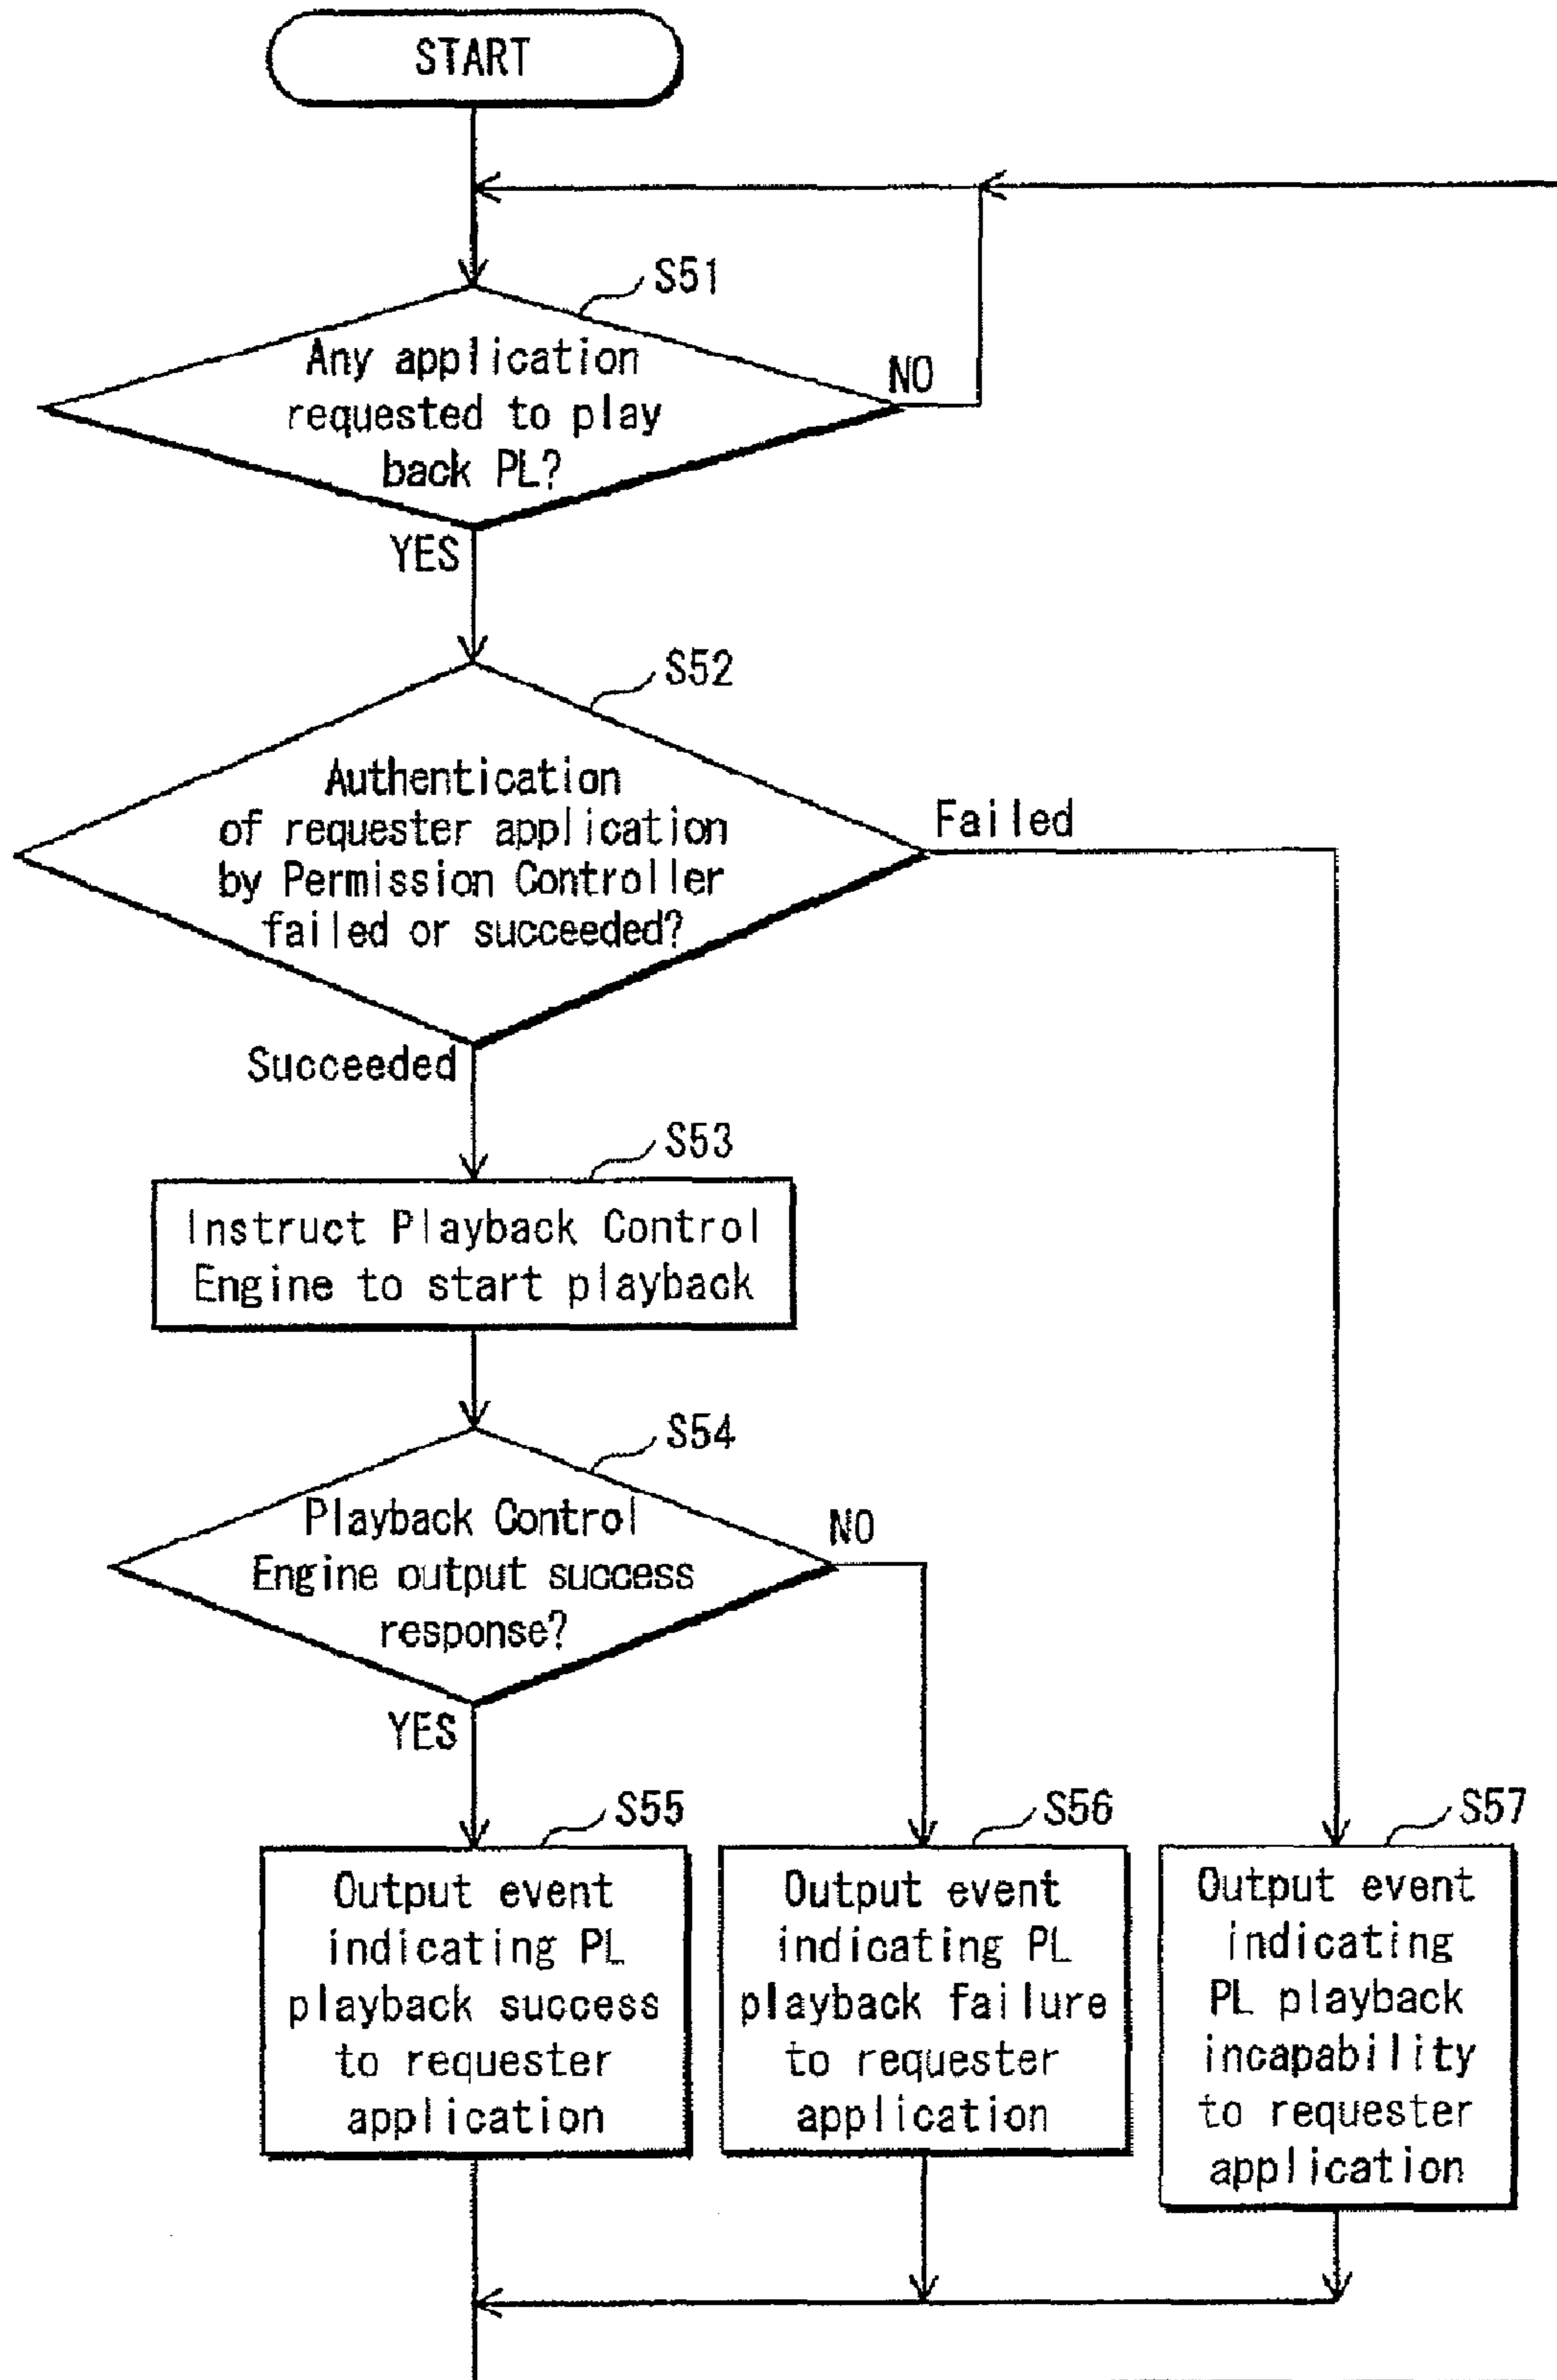 START
S51
Any application
requested to play
back PL?
NO
YES
S52
Authentication
of requester application
by Permission Controller
failed or succeeded?
Failed
Succeeded
S53
Instruct Playback Control
Engine to start playback
S54
Playback Control
Engine output success
response?
NO
YES
S55
Output event
indicating PL
playback success
to requester
application
S56
Output event
indicating PL
playback failure
to requester
application
S57
Output event
indicating
PL playback
incapability
to requester
application